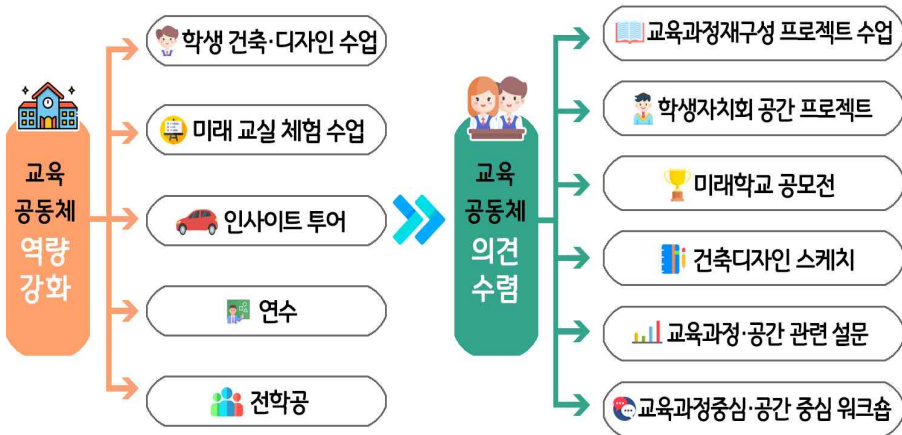 교육
공동체
역량
강화
학생 건축·디자인 수업
미래 교실 체험 수업
인사이트 투어
연수
전학공
교육
공동체
의견
수렴
교육과정재구성 프로젝트 수업
학생자치회 공간 프로젝트
미래학교 공모전
건축디자인 스케치
교육과정·공간 관련 설문
교육과정중심·공간 중심 워크숍